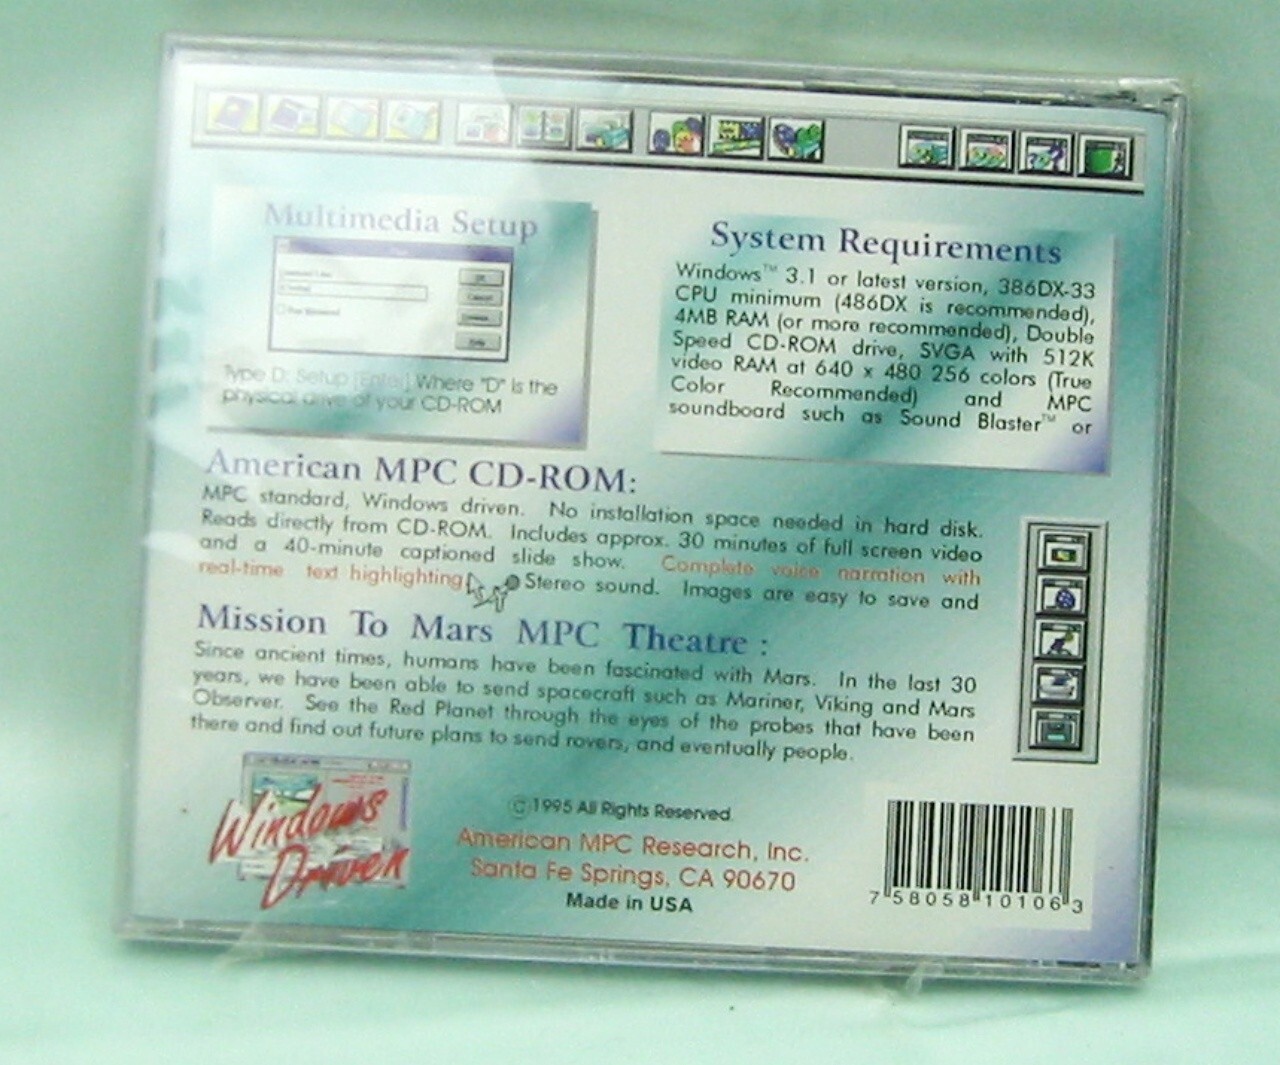 Multimedia Setup
Type D: Setup [Enter] Where "D" is the
physical drive of your CD-ROM
System Requirements
Windows™ 3.1 or latest version, 386DX-33
CPU minimum (486DX is recommended),
4MB RAM (or more recommended), Double
Speed CD-ROM drive, SVGA with 512K
video RAM at 640 x 480 256 colors (True
Color Recommended) and MPC
soundboard such as Sound Blaster™ or
American MPC CD-ROM:
MPC standard, Windows driven. No installation space needed in hard disk.
Reads directly from CD-ROM. Includes approx. 30 minutes of full screen video
and a 40-minute captioned slide show. Complete voice narration with
real-time text highlighting Stereo sound. Images are easy to save and
Mission To Mars MPC Theatre :
Since ancient times, humans have been fascinated with Mars. In the last 30
years, we have been able to send spacecraft such as Mariner, Viking and Mars
Observer. See the Red Planet through the eyes of the probes that have been
there and find out future plans to send rovers, and eventually people.
Windows
Driven
©1995 All Rights Reserved.
American MPC Research, Inc.
Santa Fe Springs, CA 90670
Made in USA
7 58058 10106 3